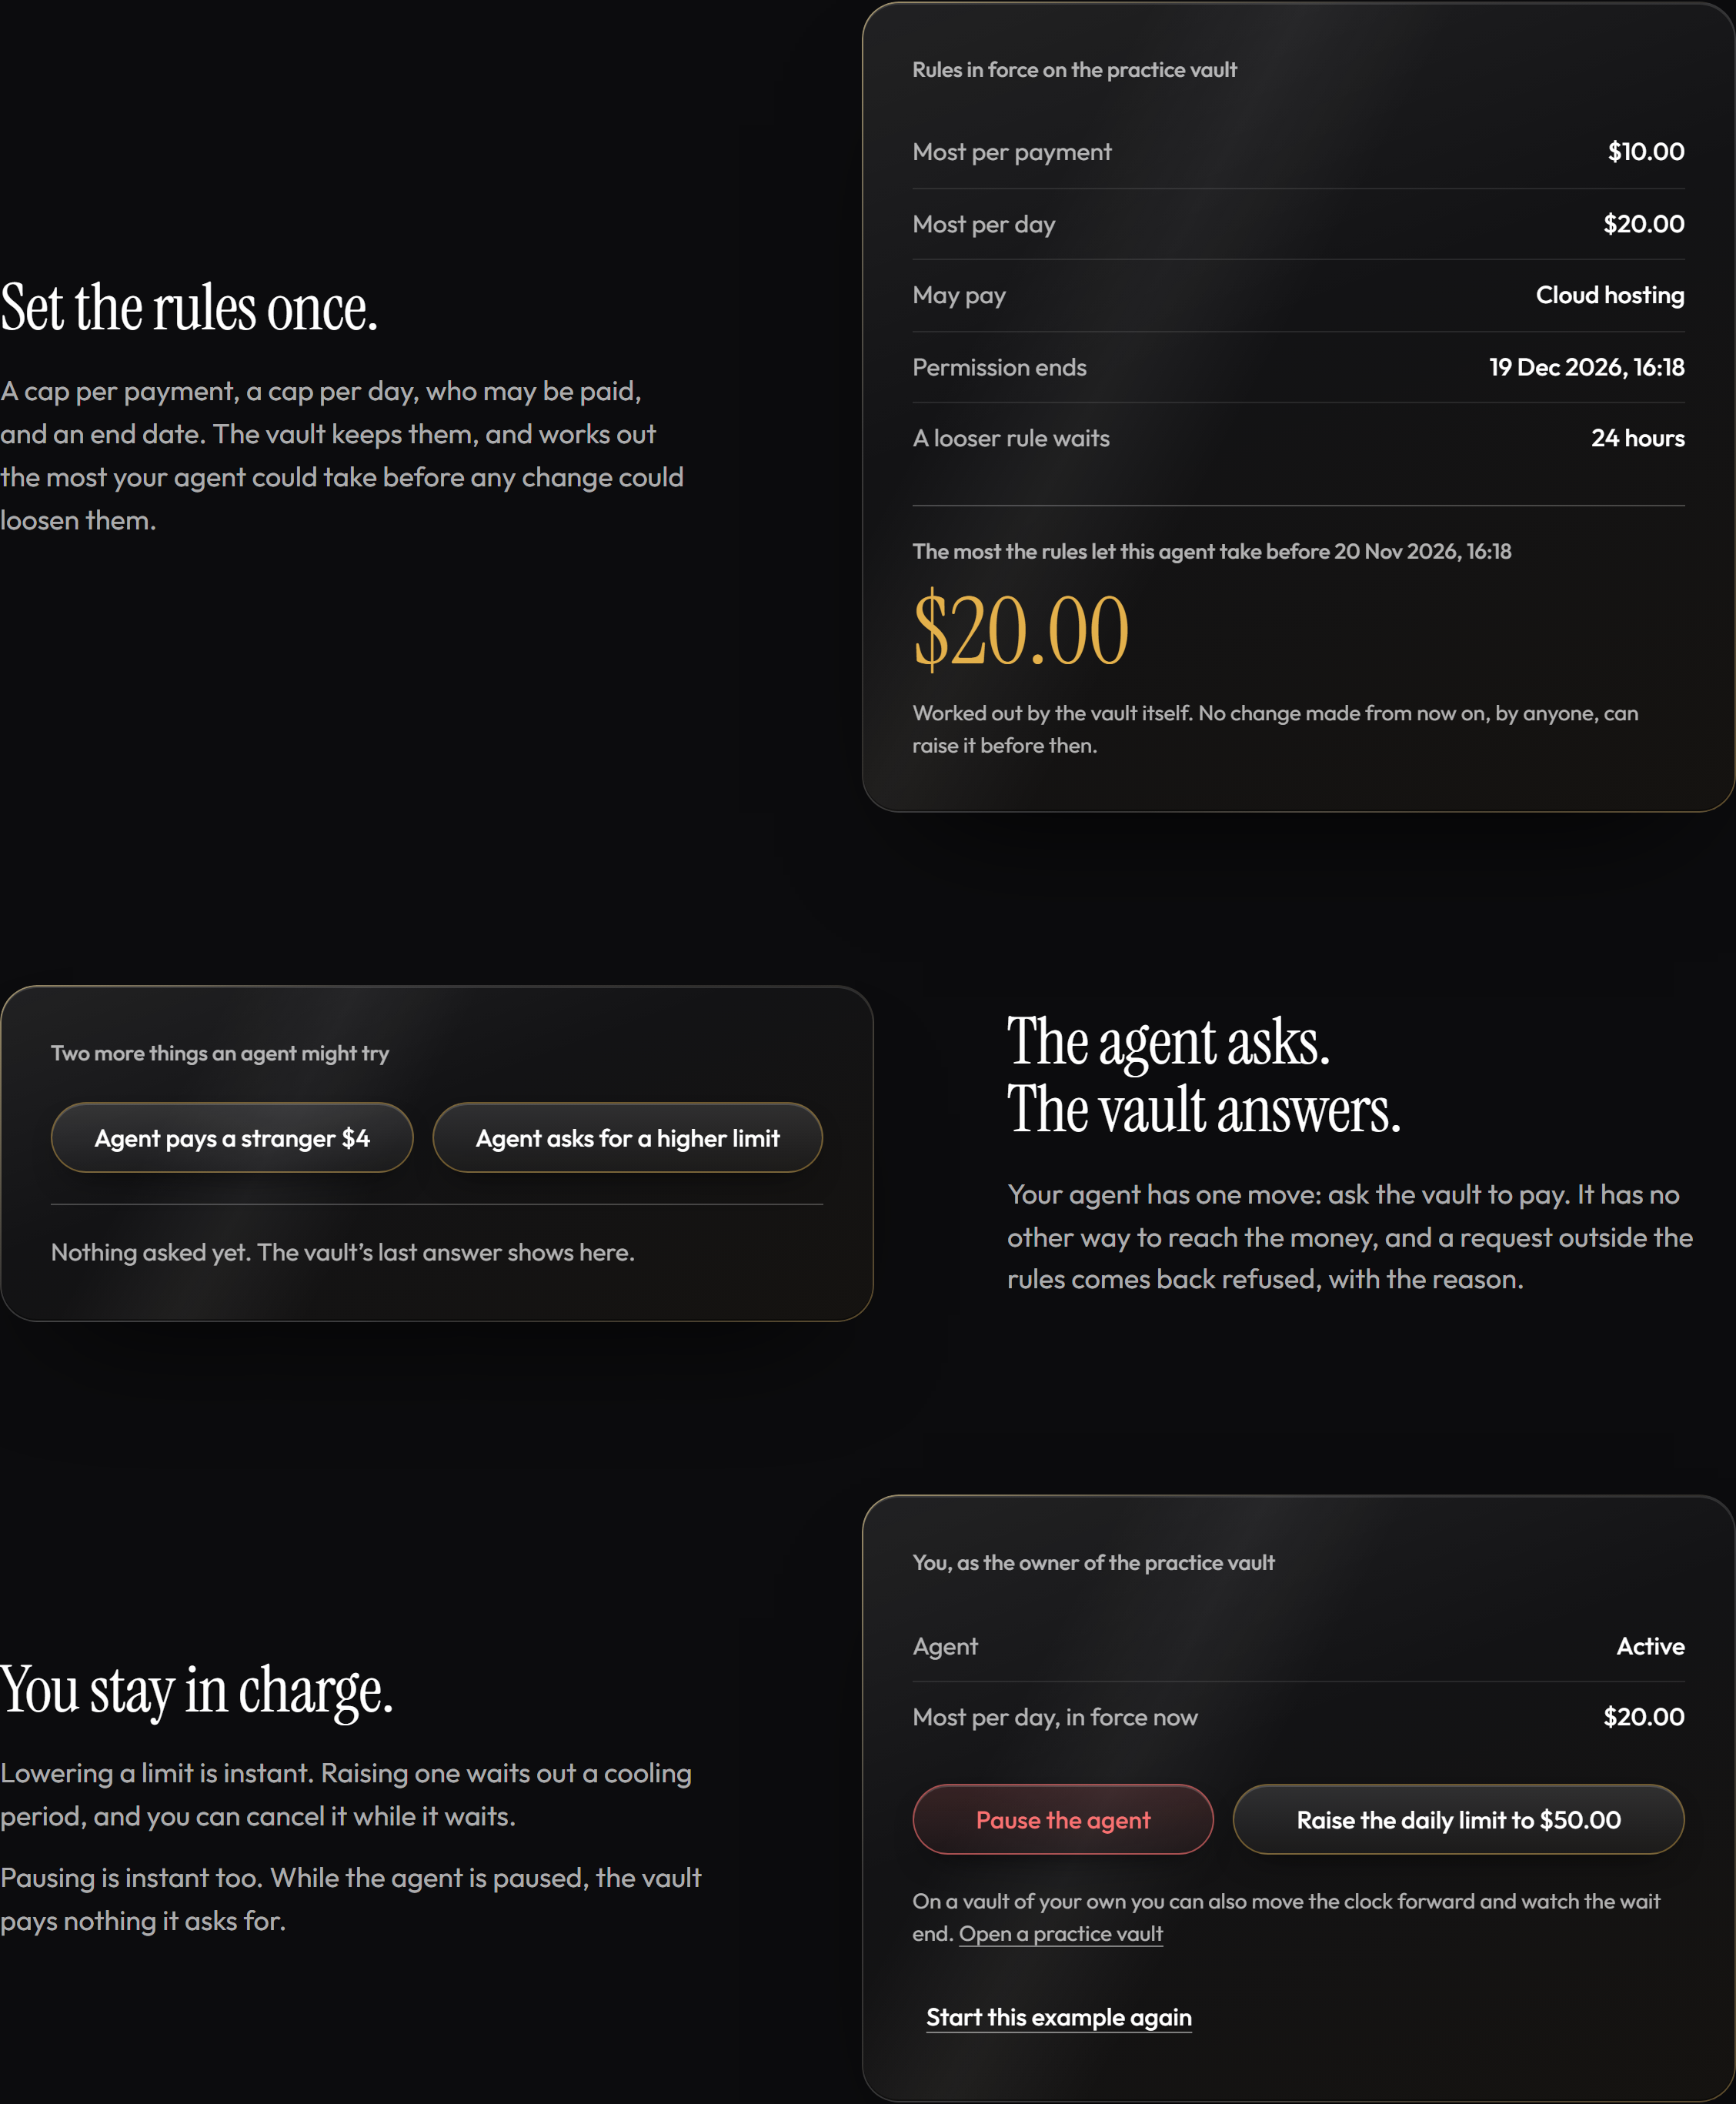 Set the rules once.
A cap per payment, a cap per day, who may be paid,
and an end date. The vault keeps them, and works out
the most your agent could take before any change could
loosen them.
Rules in force on the practice vault
Most per payment $10.00
Most per day $20.00
May pay Cloud hosting
Permission ends 19 Dec 2026, 16:18
A looser rule waits 24 hours
The most the rules let this agent take before 20 Nov 2026, 16:18
$20.00
Worked out by the vault itself. No change made from now on, by anyone, can
raise it before then.
Two more things an agent might try
Agent pays a stranger $4 Agent asks for a higher limit
Nothing asked yet. The vault’s last answer shows here.
The agent asks.
The vault answers.
Your agent has one move: ask the vault to pay. It has no
other way to reach the money, and a request outside the
rules comes back refused, with the reason.
You stay in charge.
Lowering a limit is instant. Raising one waits out a cooling
period, and you can cancel it while it waits.
Pausing is instant too. While the agent is paused, the vault
pays nothing it asks for.
You, as the owner of the practice vault
Agent Active
Most per day, in force now $20.00
Pause the agent Raise the daily limit to $50.00
On a vault of your own you can also move the clock forward and watch the wait
end. Open a practice vault
Start this example again